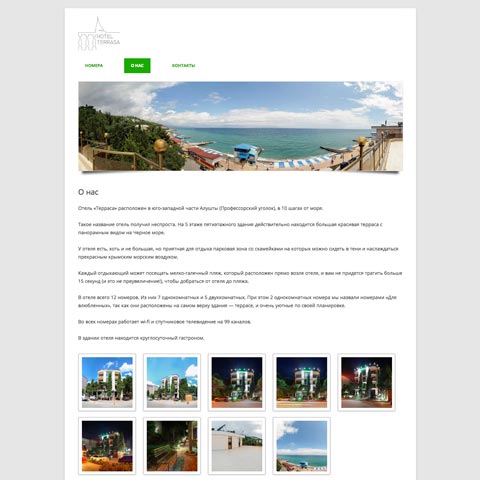 HOTEL
TERRASA
НОМЕРА
О НАС
КОНТАКТЫ
О нас
Отель «Терраса» расположен в юго-западной части Алушты (Профессорский уголок), в 10 шагах от моря.
Такое название отель получил неспроста. На 5 этаже пятиэтажного здания действительно находится большая красивая терраса с
панорамным видом на Черное море.
У отеля есть, хоть и не большая, но приятная для отдыха парковая зона со скамейками на которых можно сидеть в тени и наслаждаться
прекрасным крымским морским воздухом.
Каждый отдыхающий может посещать мелко-галечный пляж, который расположен прямо возле отеля, и вам не придется тратить больше
15 секунд (и это не преувеличение!), чтобы добраться от отеля до пляжа.
В отеле всего 12 номеров. Из них 7 однокомнатных и 5 двухкомнатных. При этом 2 однокомнатных номера мы назвали номерами «Для
влюбленных», так как они расположены на самом верху здания — террасе, и очень уютные по своей планировке.
Во всех номерах работает wi-fi и спутниковое телевидение на 99 каналов.
В здании отеля находится круглосуточный гастроном.